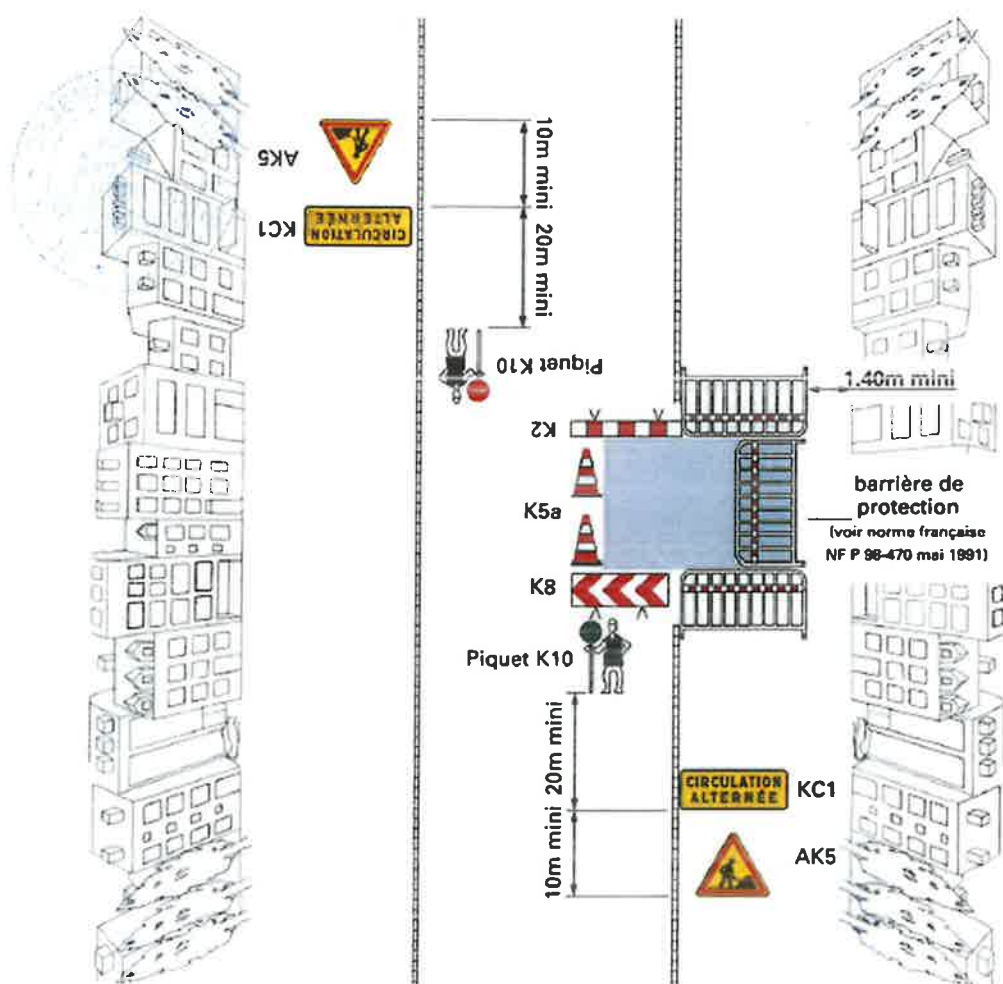 10m mini
AK5
KC1
CIRCULATION
ALTERNÉE
20m mini
Piquet K10
1.40m mini
K2
K5a
barrière de
protection
(voir norme française
NF P 98-470 mai 1991)
K8
Piquet K10
20m mini
CIRCULATION
ALTERNÉE
KC1
10m mini
AK5